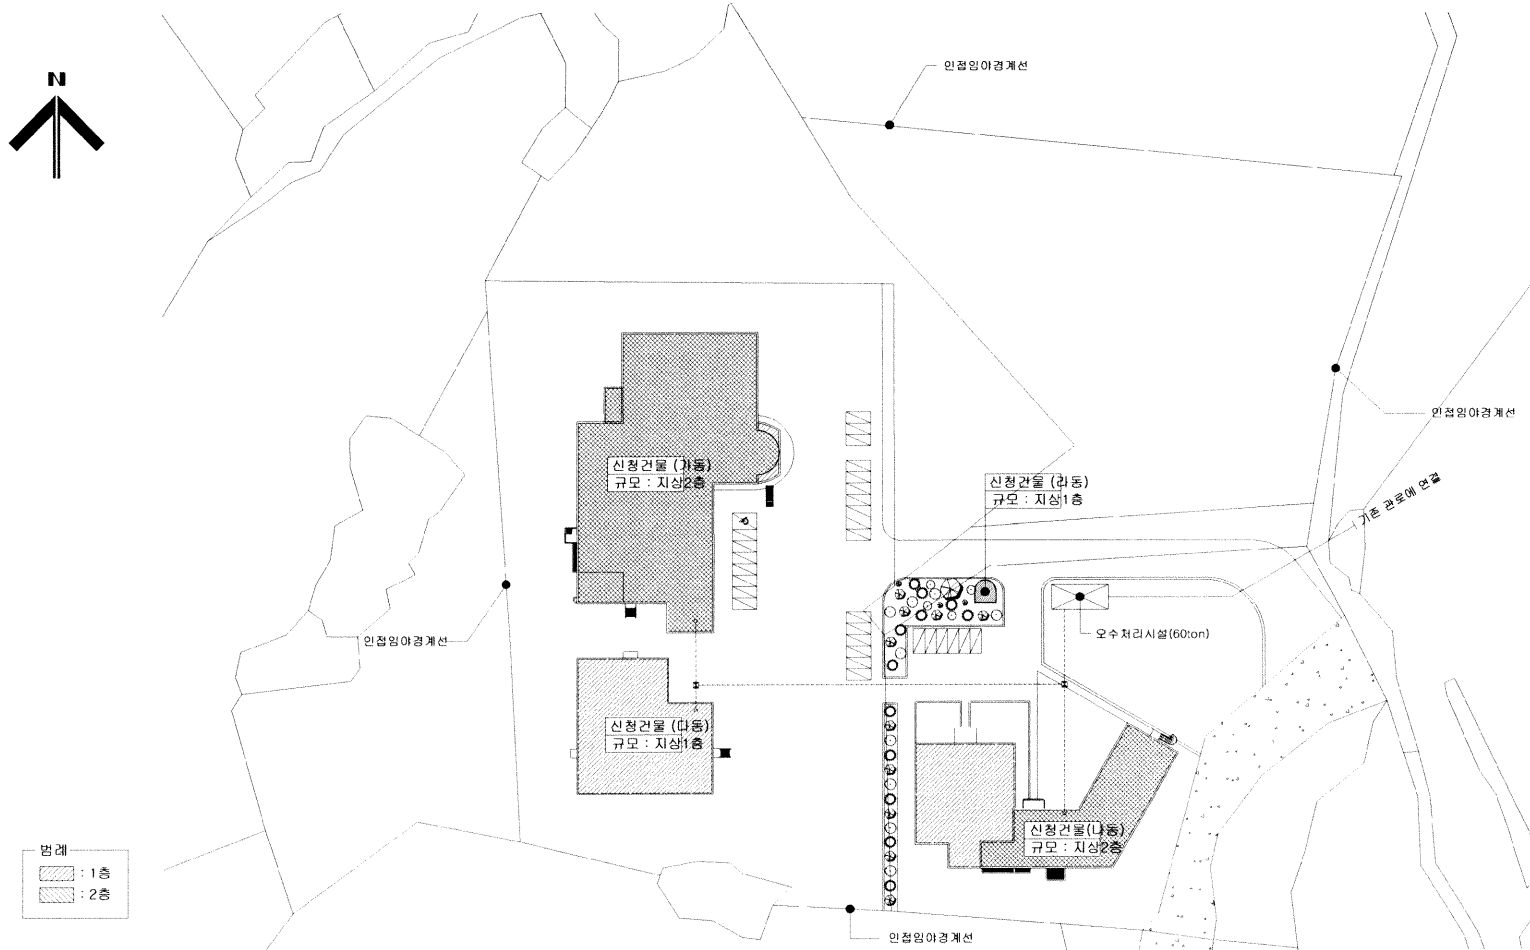 N
인접임야경계선
인접임야경계선
신청건물 (가동)
규모 : 지상2층
신청건물 (라동)
규모 : 지상1층
기존 관로에 연결
오수처리시설(60ton)
인접임야경계선
신청건물 (다동)
규모 : 지상1층
신청건물(나동)
규모 : 지상2층
범례
: 1층
: 2층
인접임야경계선